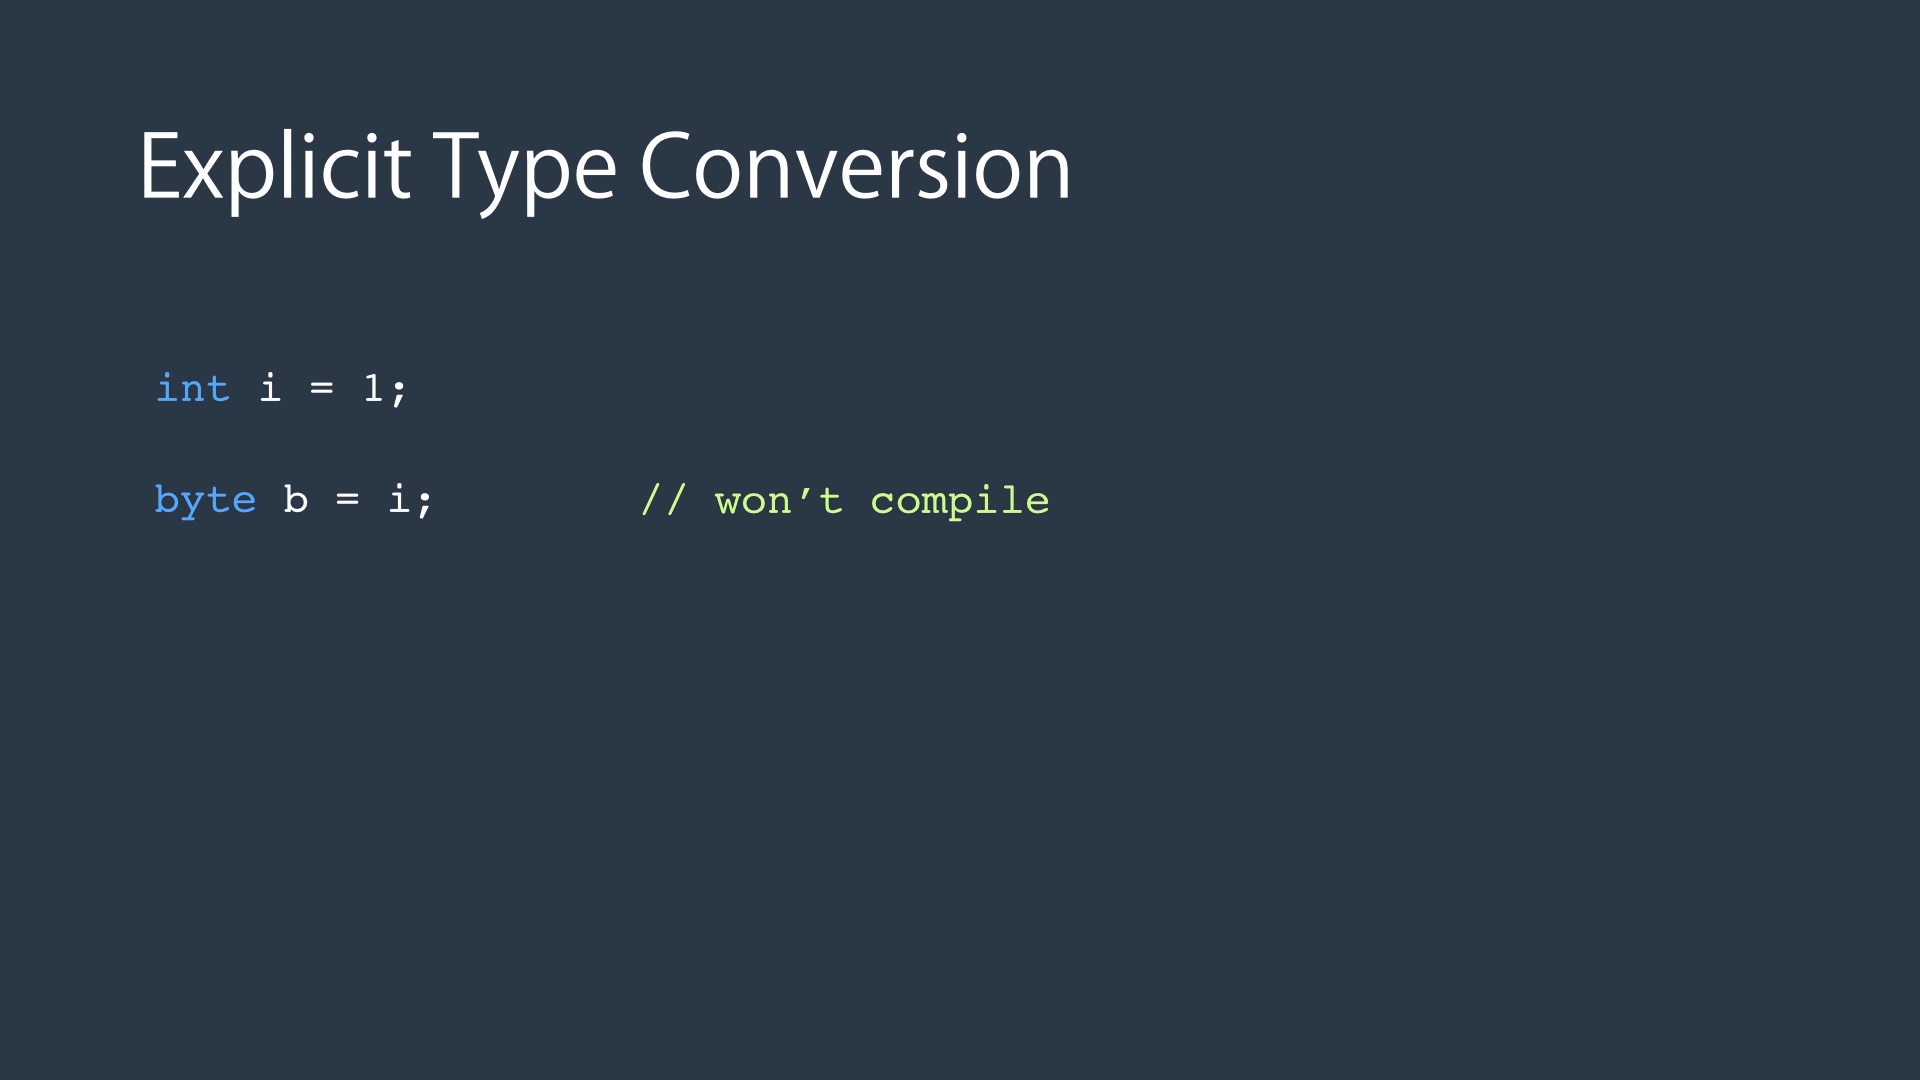 Explicit Type Conversion
int i = 1;
byte b = i; // won’t compile